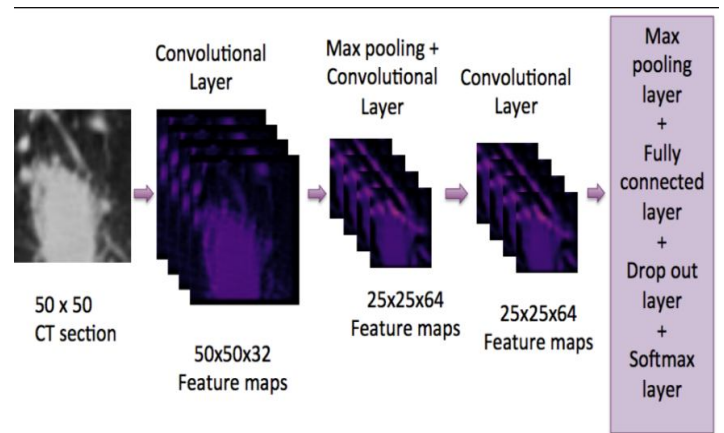 Convolutional
Layer
Max pooling +
Convolutional
Layer
Convolutional
Layer
50 x 50
CT section
50x50x32
Feature maps
25x25x64
Feature maps
25x25x64
Feature maps
Max
pooling
layer
+
Fully
connected
layer
+
Drop out
layer
+
Softmax
layer